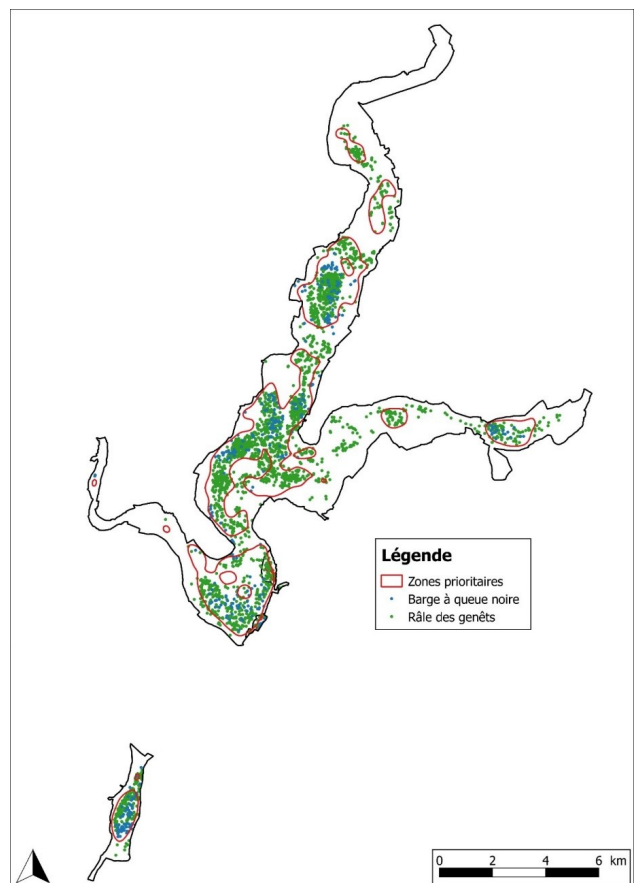 Légende
Zones prioritaires
Barge à queue noire
Râle des genêts
0 2 4 6 km